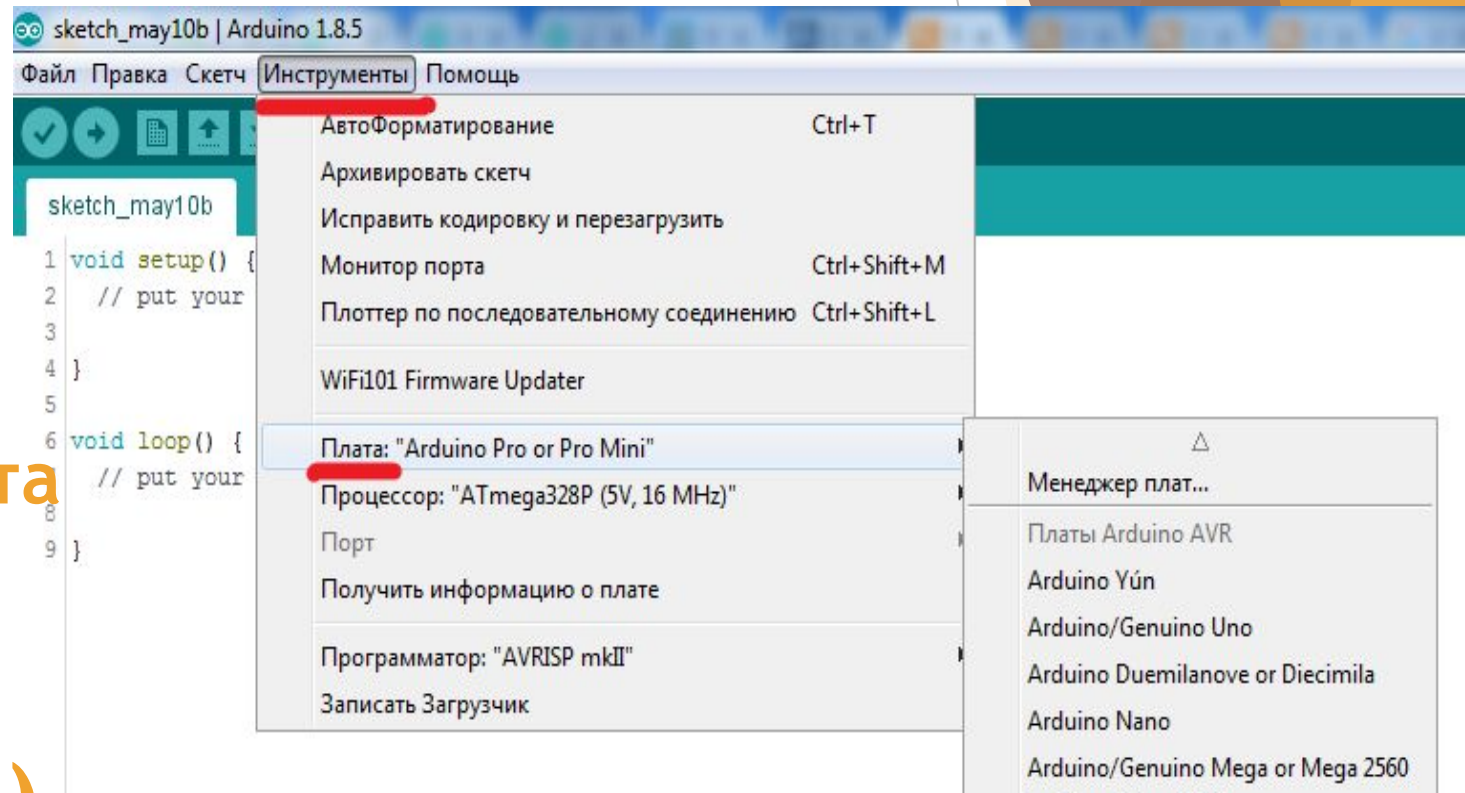 sketch_may10b | Arduino 1.8.5
Файл Правка Скетч Инструменты Помощь
АвтоФорматирование Ctrl+T
Архивировать скетч
Исправить кодировку и перезагрузить
Монитор порта Ctrl+Shift+M
Плоттер по последовательному соединению Ctrl+Shift+L
WiFi101 Firmware Updater
Плата: "Arduino Pro or Pro Mini"
Процессор: "ATmega328P (5V, 16 MHz)"
Порт
Получить информацию о плате
Программатор: "AVRISP mkII"
Записать Загрузчик
sketch_may10b
1 void setup() {
2 // put your
3
4 }
5
6 void loop() {
// put your
8
9 }
та
)
Менеджер плат...
Платы Arduino AVR
Arduino Yún
Arduino/Genuino Uno
Arduino Duemilanove or Diecimila
Arduino Nano
Arduino/Genuino Mega or Mega 2560